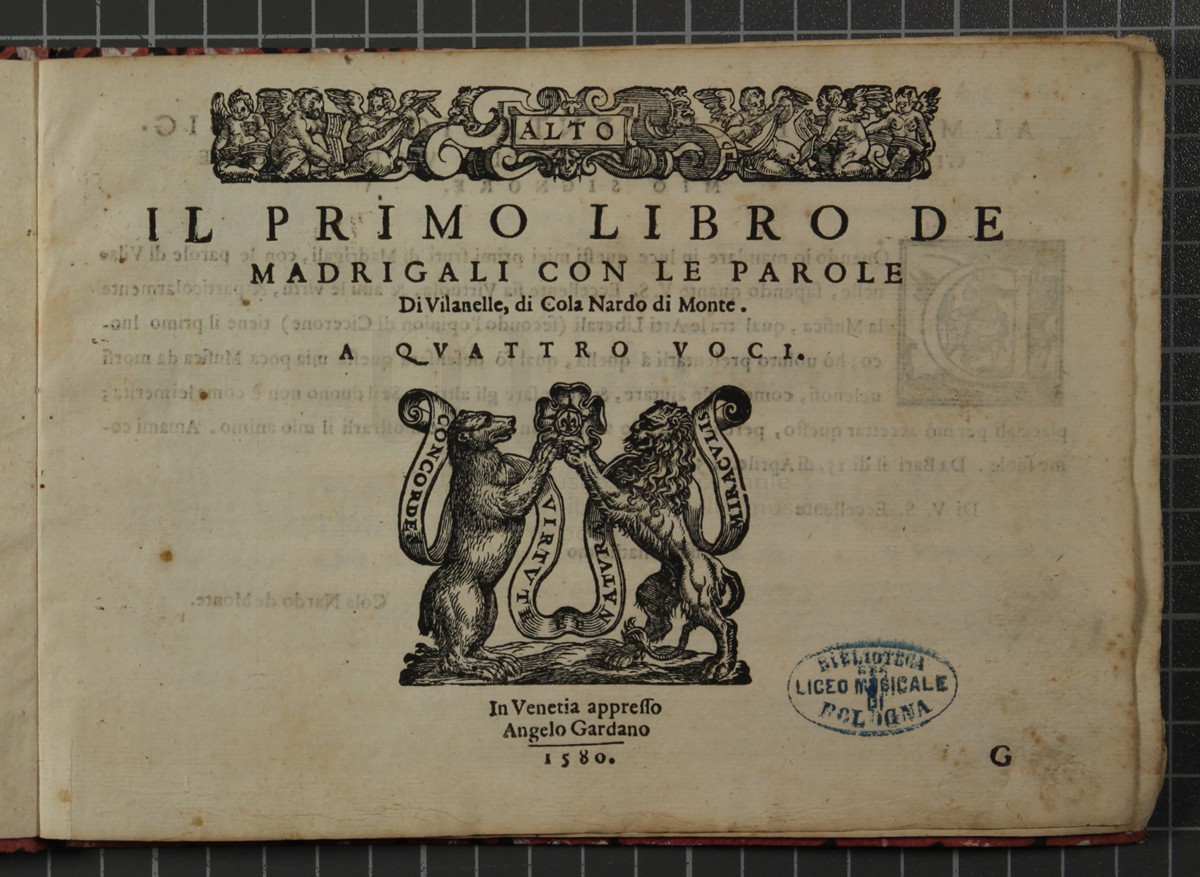 ALTO
IL PRIMO LIBRO DE
MADRIGALI CON LE PAROLE
Di Vilanelle, di Cola Nardo di Monte.
A QVATTRO VOCI.
CONCORDES
VIRTVTE
NATVRAE
MIRACVLIS
In Venetia appresso
Angelo Gardano
1580.
BIBLIOTECA
DEL
LICEO MUSICALE
DI
BOLOGNA
G